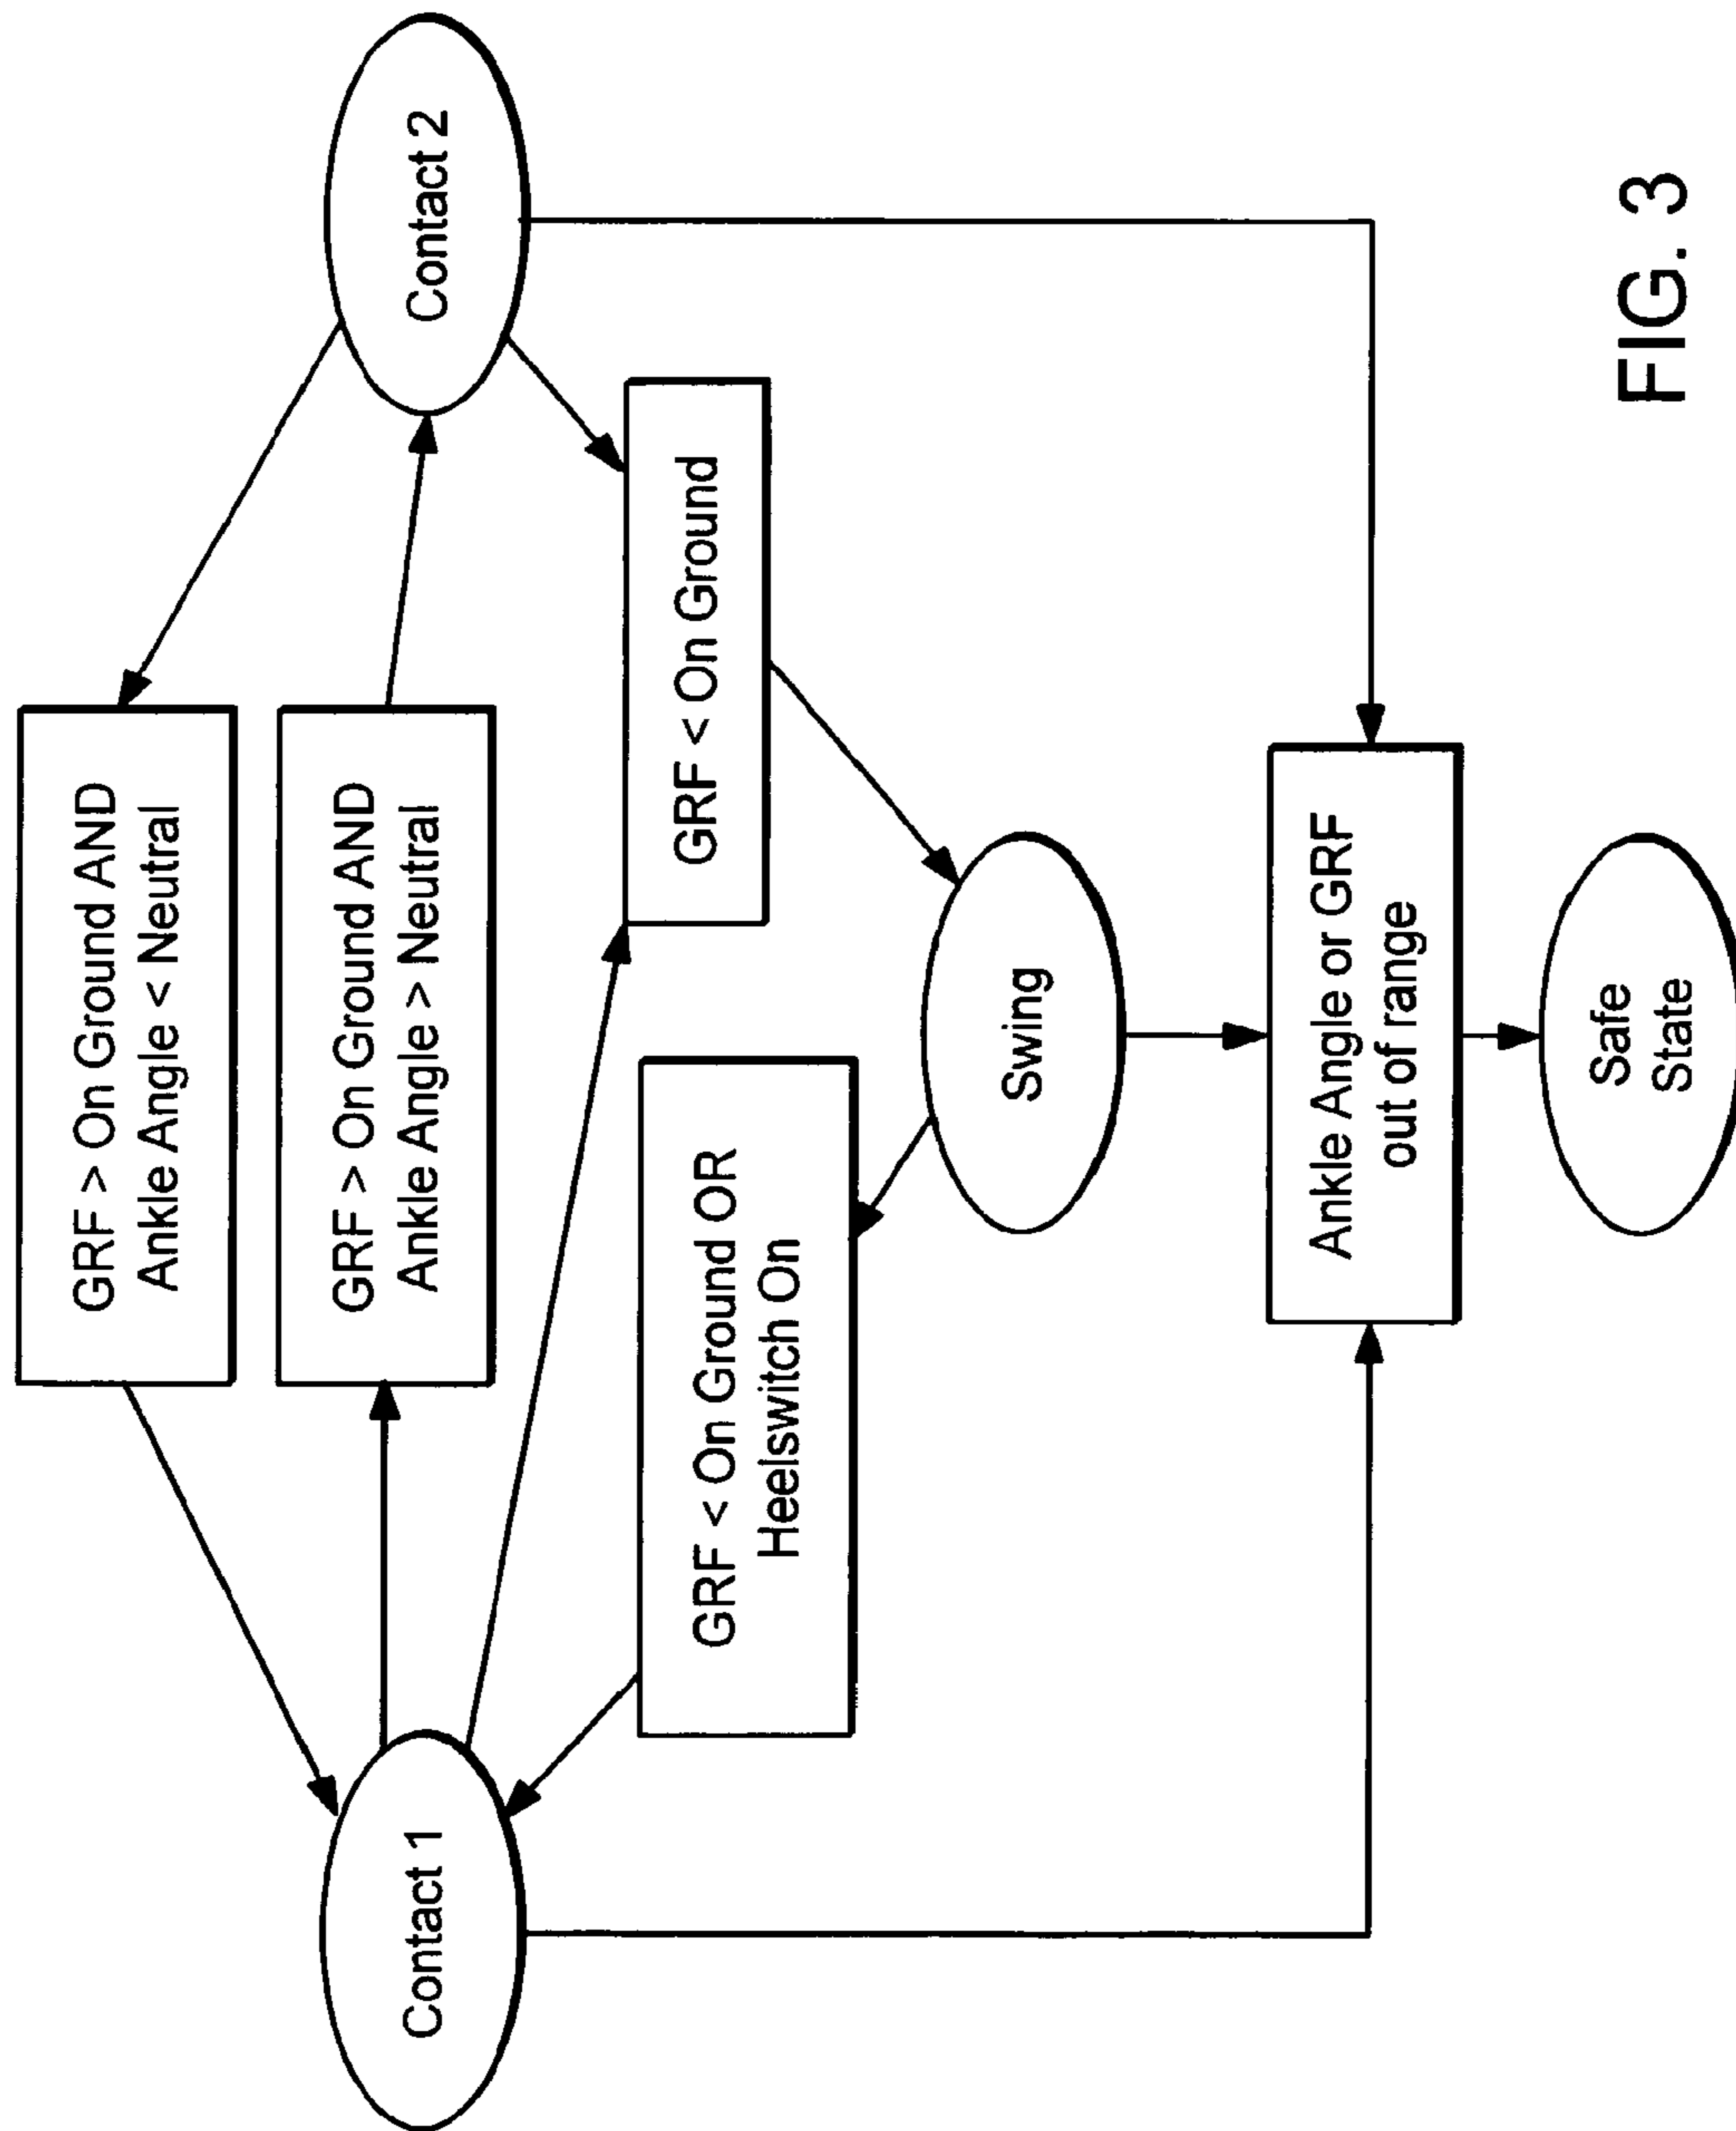 GRF > On Ground AND
Ankle Angle < Neutral
GRF > On Ground AND
Ankle Angle > Neutral
Contact 1
Contact 2
GRF < On Ground
GRF < On Ground OR
Heelswitch On
Swing
Ankle Angle or GRF
out of range
Safe
State
FIG. 3